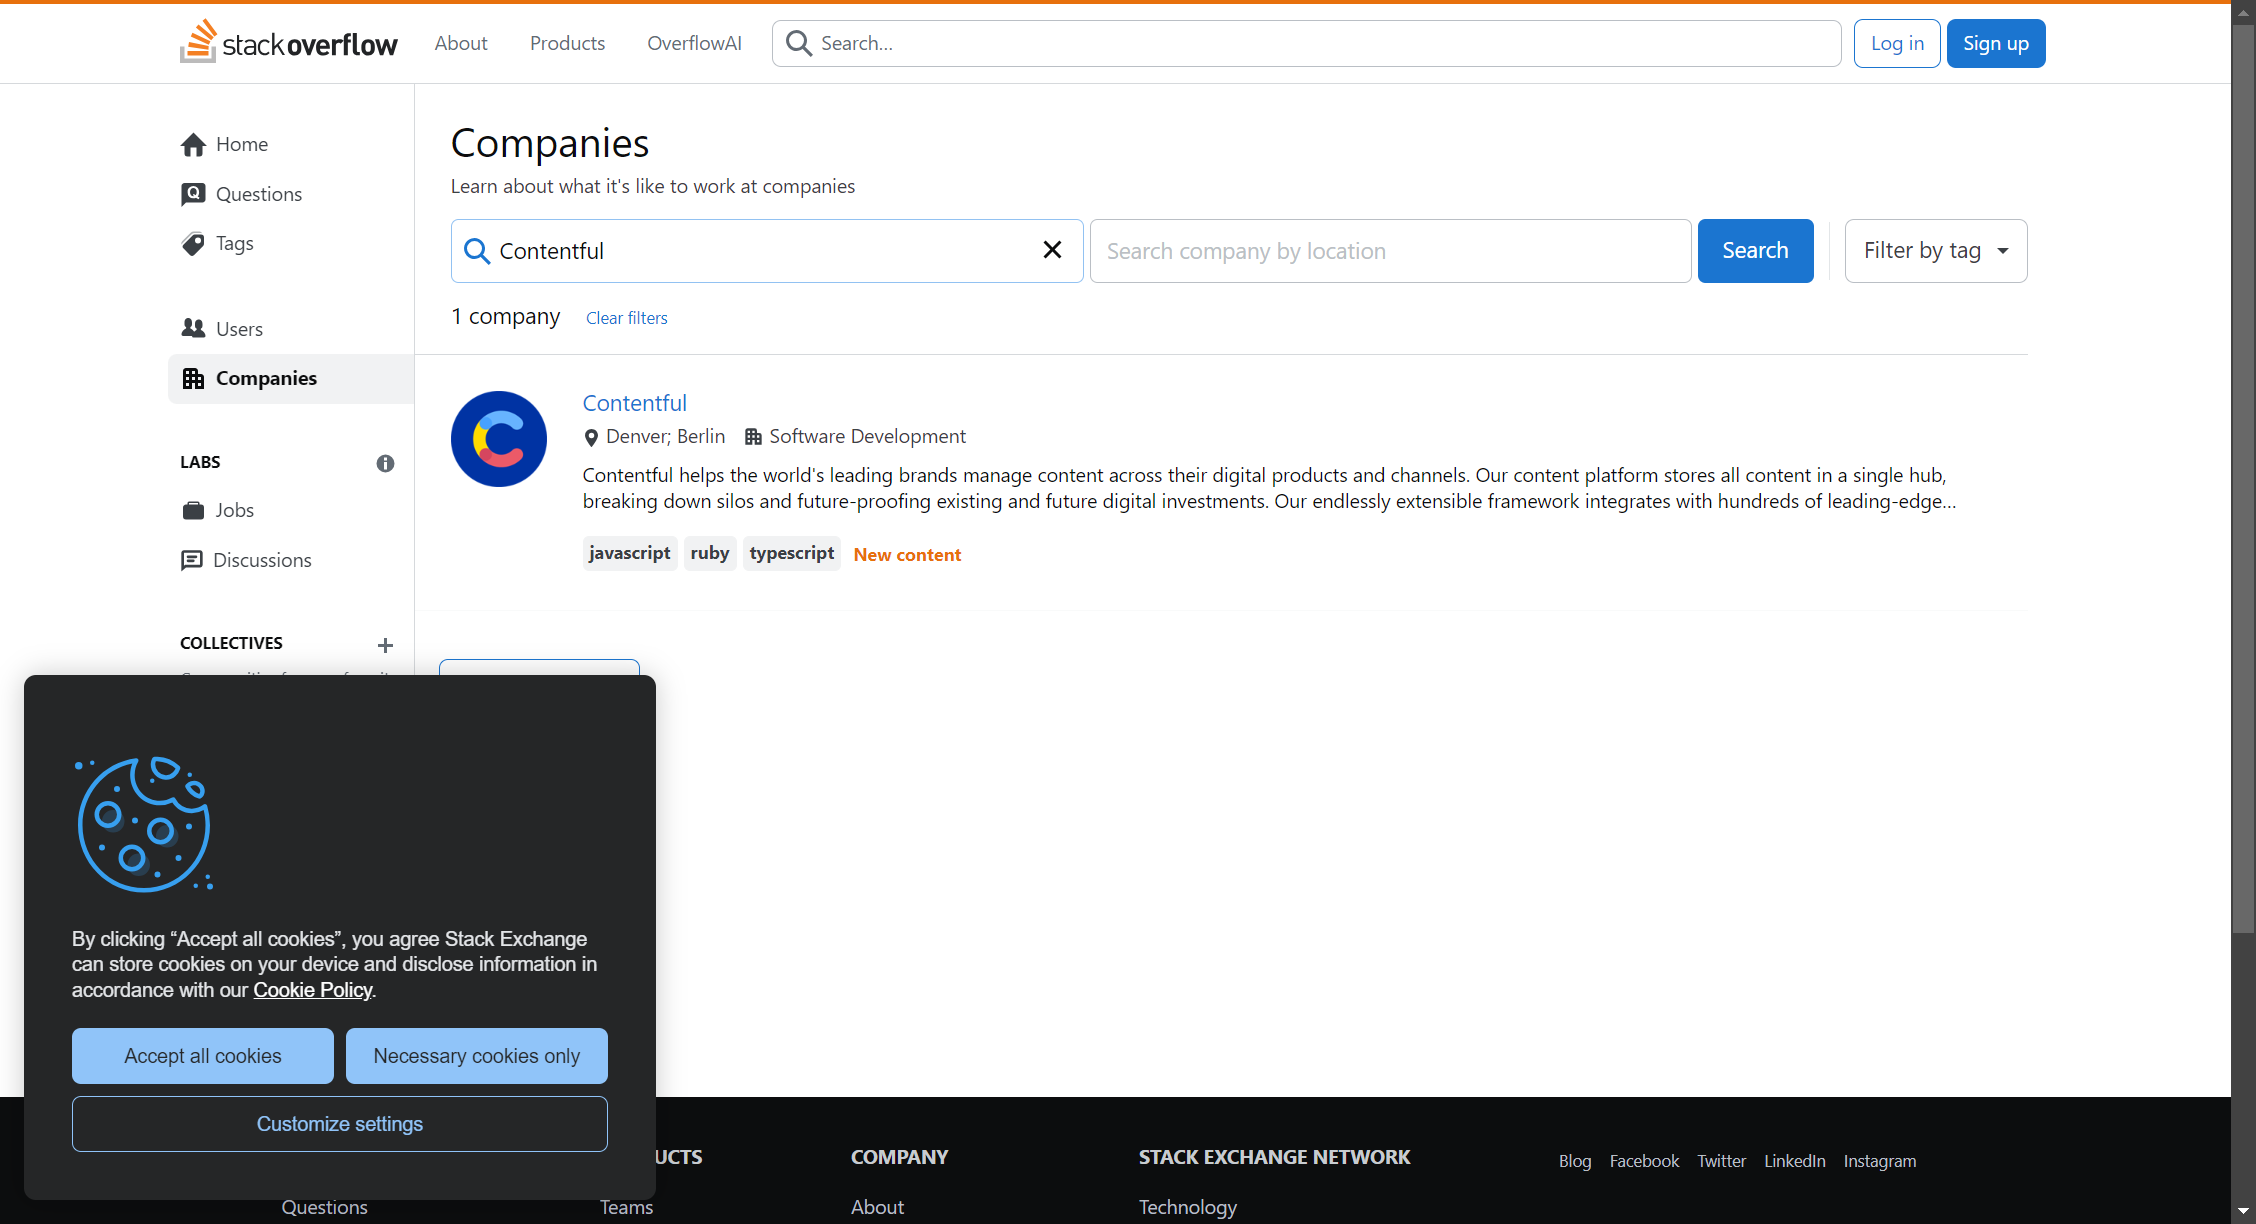 stackoverflow
About
Products
OverflowAI
Search...
Log in
Sign up
Home
Questions
Tags
Users
Companies
LABS
Jobs
Discussions
COLLECTIVES
Companies
Learn about what it's like to work at companies
Contentful
Search company by location
Search
Filter by tag
1 company
Clear filters
Contentful
Denver; Berlin
Software Development
Contentful helps the world's leading brands manage content across their digital products and channels. Our content platform stores all content in a single hub,
breaking down silos and future-proofing existing and future digital investments. Our endlessly extensible framework integrates with hundreds of leading-edge...
javascript
ruby
typescript
New content
By clicking “Accept all cookies”, you agree Stack Exchange
can store cookies on your device and disclose information in
accordance with our Cookie Policy.
Accept all cookies
Necessary cookies only
Customize settings
UCTS
COMPANY
STACK EXCHANGE NETWORK
Blog
Facebook
Twitter
LinkedIn
Instagram
Questions
Teams
About
Technology